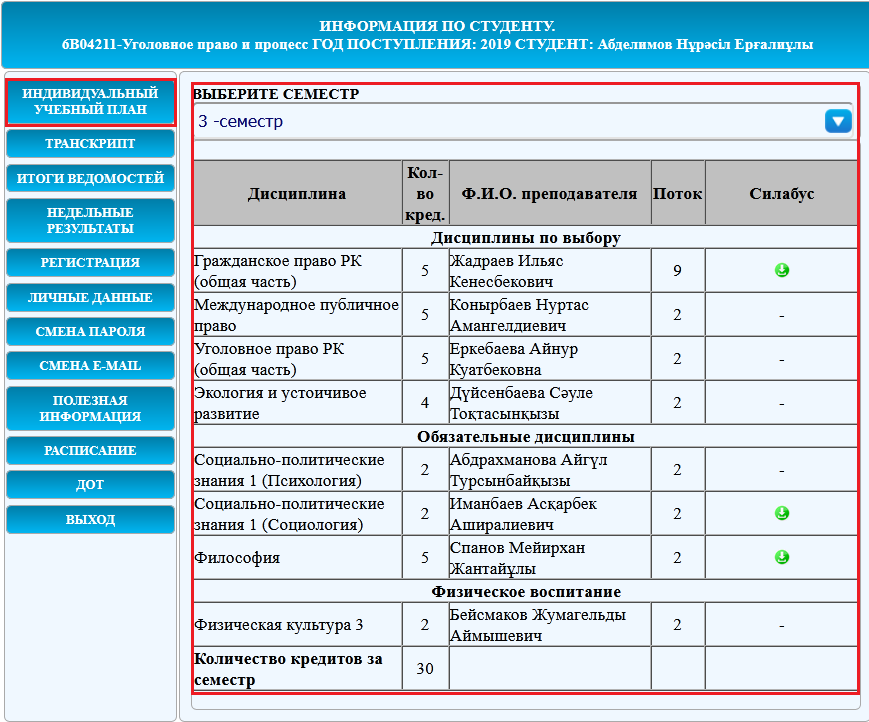 ИНФОРМАЦИЯ ПО СТУДЕНТУ.
6В04211-Уголовное право и процесс ГОД ПОСТУПЛЕНИЯ: 2019 СТУДЕНТ: Абделимов Нұрәсіл Ерғалиұлы
ИНДИВИДУАЛЬНЫЙ
УЧЕБНЫЙ ПЛАН
ТРАНСКРИПТ
ИТОГИ ВЕДОМОСТЕЙ
НЕДЕЛЬНЫЕ
РЕЗУЛЬТАТЫ
РЕГИСТРАЦИЯ
ЛИЧНЫЕ ДАННЫЕ
СМЕНА ПАРОЛЯ
СМЕНА E-MAIL
ПОЛЕЗНАЯ
ИНФОРМАЦИЯ
РАСПИСАНИЕ
ДОТ
ВЫХОД
ВЫБЕРИТЕ СЕМЕСТР
3 -семестр
Дисциплина
Кол-
во
кред.
Ф.И.О. преподавателя
Поток
Силабус
Дисциплины по выбору
Гражданское право РК
(общая часть)
5
Жадраев Ильяс
Кенесбекович
9
Международное публичное
право
5
Конырбаев Нуртас
Амангелдиевич
2
-
Уголовное право РК
(общая часть)
5
Еркебаева Айнур
Куатбековна
2
-
Экология и устоичивое
развитие
4
Дүйсенбаева Сәуле
Тоқтасынқызы
2
-
Обязательные дисциплины
Социально-политические
знания 1 (Психология)
2
Абдрахманова Айгүл
Турсынбайқызы
2
-
Социально-политические
знания 1 (Социология)
2
Иманбаев Асқарбек
Аширалиевич
2
Философия
5
Спанов Мейирхан
Жантайұлы
2
Физическое воспитание
Физическая культура 3
2
Бейсмаков Жумагельды
Аймышевич
2
-
Количество кредитов за
семестр
30